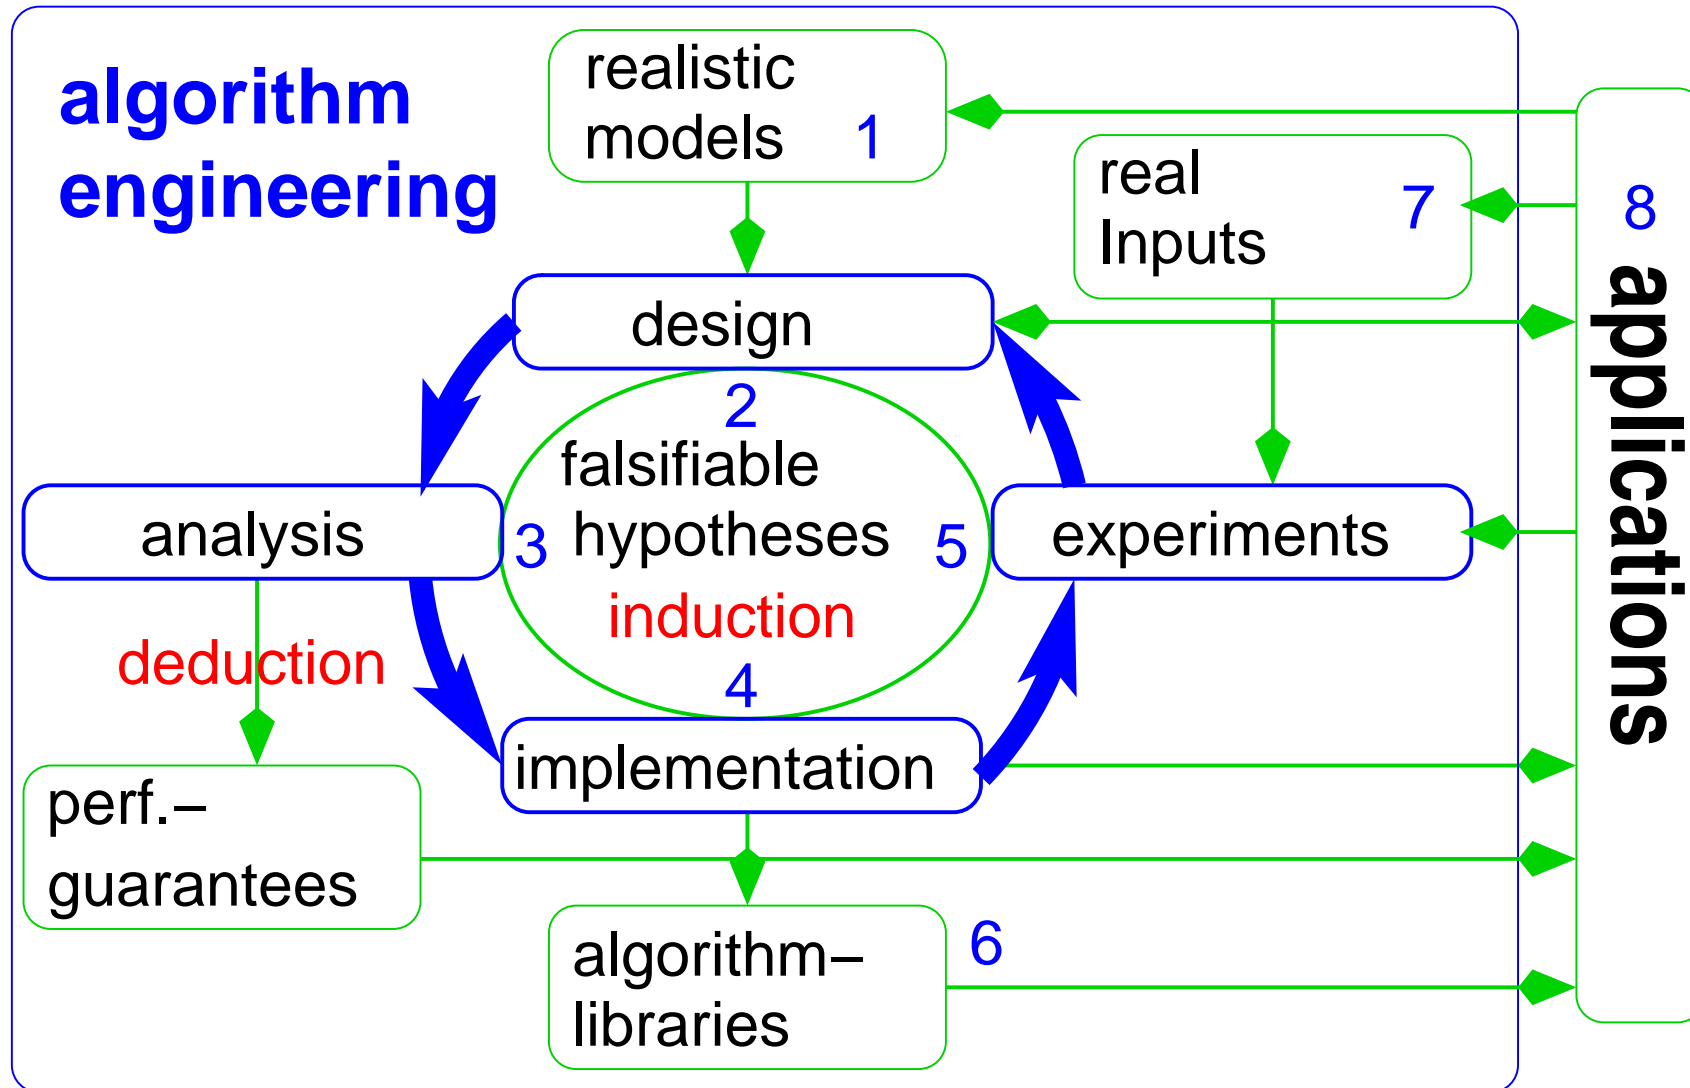 algorithm
engineering
realistic
models 1
real
Inputs 7
8 applications
design
2
falsifiable
hypotheses
analysis
3
5
experiments
induction
deduction
4
implementation
perf.–
guarantees
algorithm–
libraries
6